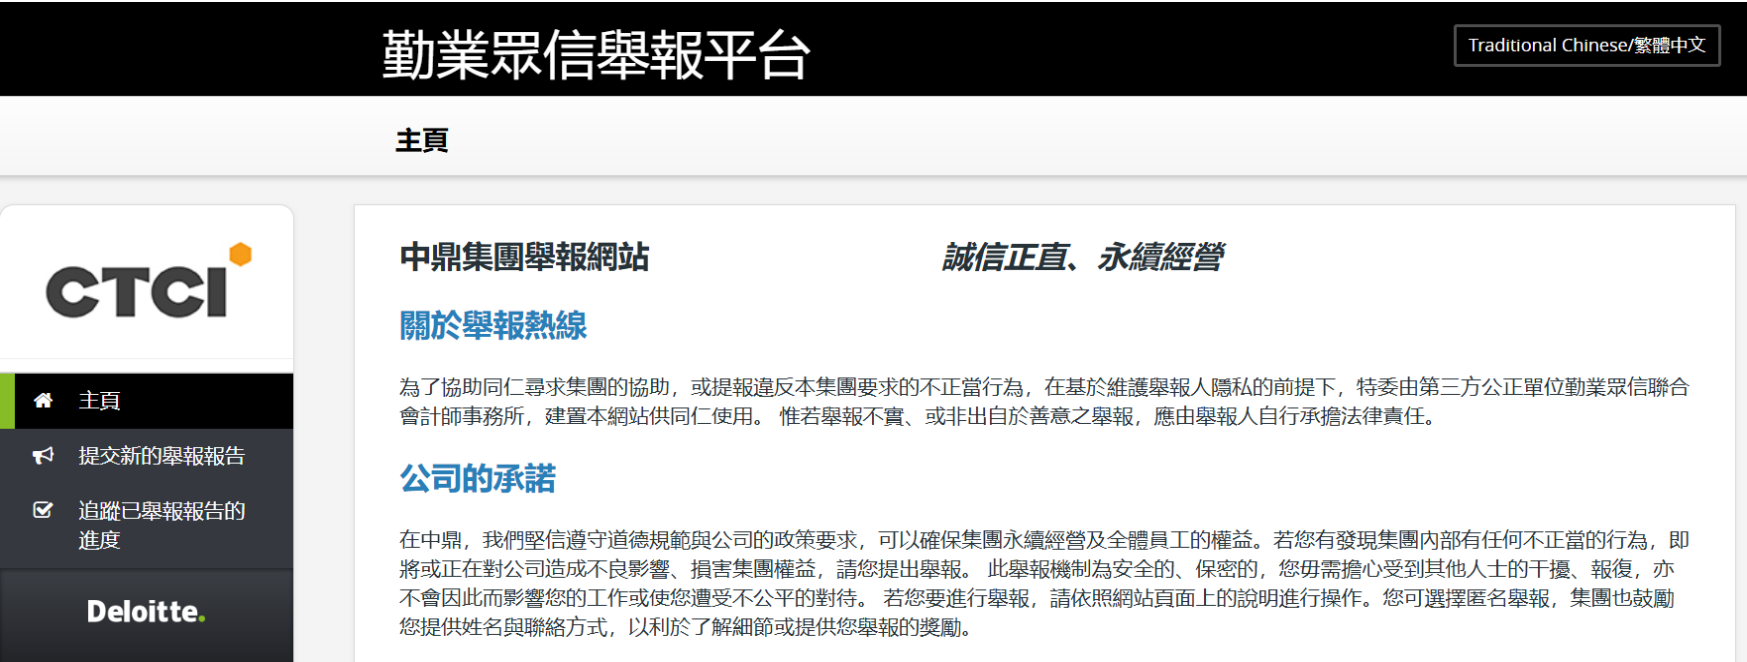 勤業眾信舉報平台
Traditional Chinese/繁體中文
主頁
CTCI
主頁
提交新的舉報報告
追蹤已舉報報告的
進度
Deloitte.
中鼎集團舉報網站
誠信正直、永續經營
關於舉報熱線
為了協助同仁尋求集團的協助，或提報違反本集團要求的不正當行為，在基於維護舉報人隱私的前提下，特委由第三方公正單位勤業眾信聯合
會計師事務所，建置本網站供同仁使用。 惟若舉報不實、或非出自於善意之舉報，應由舉報人自行承擔法律責任。
公司的承諾
在中鼎，我們堅信遵守道德規範與公司的政策要求，可以確保集團永續經營及全體員工的權益。若您有發現集團內部有任何不正當的行為，即
將或正在對公司造成不良影響、損害集團權益，請您提出舉報。 此舉報機制為安全的、保密的，您毋需擔心受到其他人士的干擾、報復，亦
不會因此而影響您的工作或使您遭受不公平的對待。 若您要進行舉報，請依照網站頁面上的說明進行操作。您可選擇匿名舉報，集團也鼓勵
您提供姓名與聯絡方式，以利於了解細節或提供您舉報的獎勵。